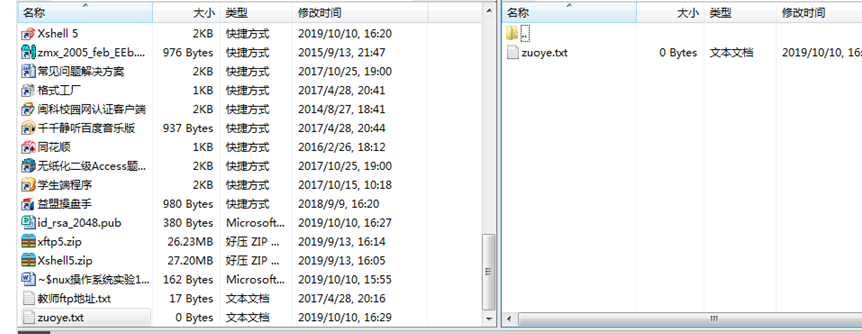 名称 大小 类型 修改时间
Xshell 5 2KB 快捷方式 2019/10/10, 16:20
zmx_2005_feb_EEb.... 976 Bytes 快捷方式 2015/9/13, 21:47
常见问题解决方案 2KB 快捷方式 2017/10/25, 19:00
格式工厂 1KB 快捷方式 2017/4/28, 20:41
闽科校园网认证客户端 2KB 快捷方式 2014/8/27, 18:41
千千静听百度音乐版 937 Bytes 快捷方式 2017/4/28, 20:44
同花顺 1KB 快捷方式 2016/2/26, 18:12
无纸化二级Access题... 2KB 快捷方式 2017/10/25, 19:00
学生端程序 2KB 快捷方式 2017/10/15, 10:18
益盟操盘手 980 Bytes 快捷方式 2018/9/9, 16:20
id_rsa_2048.pub 380 Bytes Microsoft... 2019/10/10, 16:27
xftp5.zip 26.23MB 好压 ZIP ... 2019/9/13, 16:14
Xshell5.zip 27.20MB 好压 ZIP ... 2019/9/13, 16:05
~$nux操作系统实验1... 162 Bytes Microsoft... 2019/10/10, 15:55
教师ftp地址.txt 17 Bytes 文本文档 2017/4/28, 20:16
zuoye.txt 0 Bytes 文本文档 2019/10/10, 16:29
名称 大小 类型 修改时间
..
zuoye.txt 0 Bytes 文本文档 2019/10/10, 16: